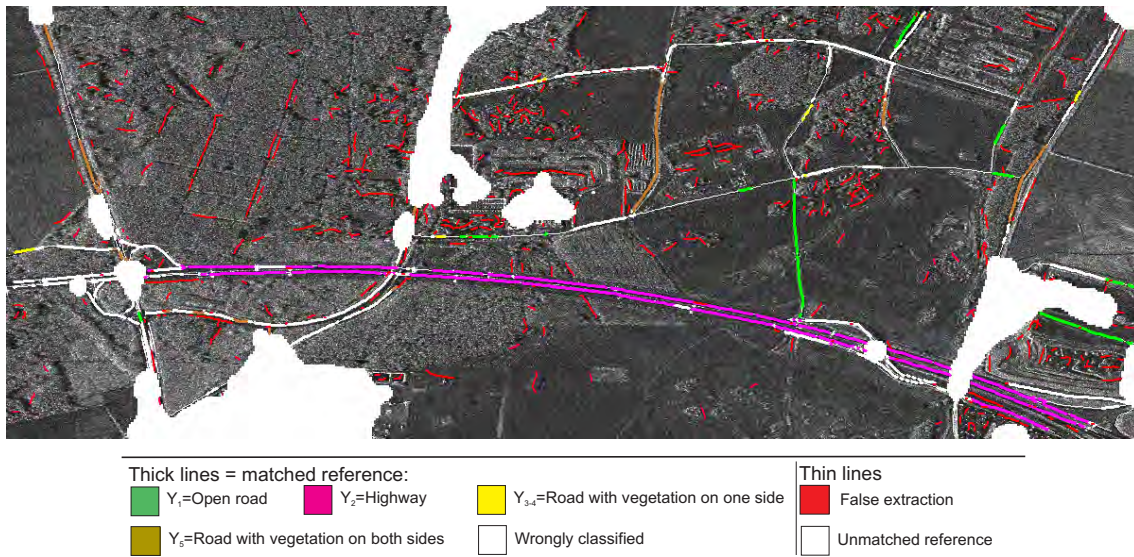 Thick lines = matched reference:
Thin lines
Y₁=Open road
Y₂=Highway
Y₃₋₄=Road with vegetation on one side
False extraction
Y₅=Road with vegetation on both sides
Wrongly classified
Unmatched reference